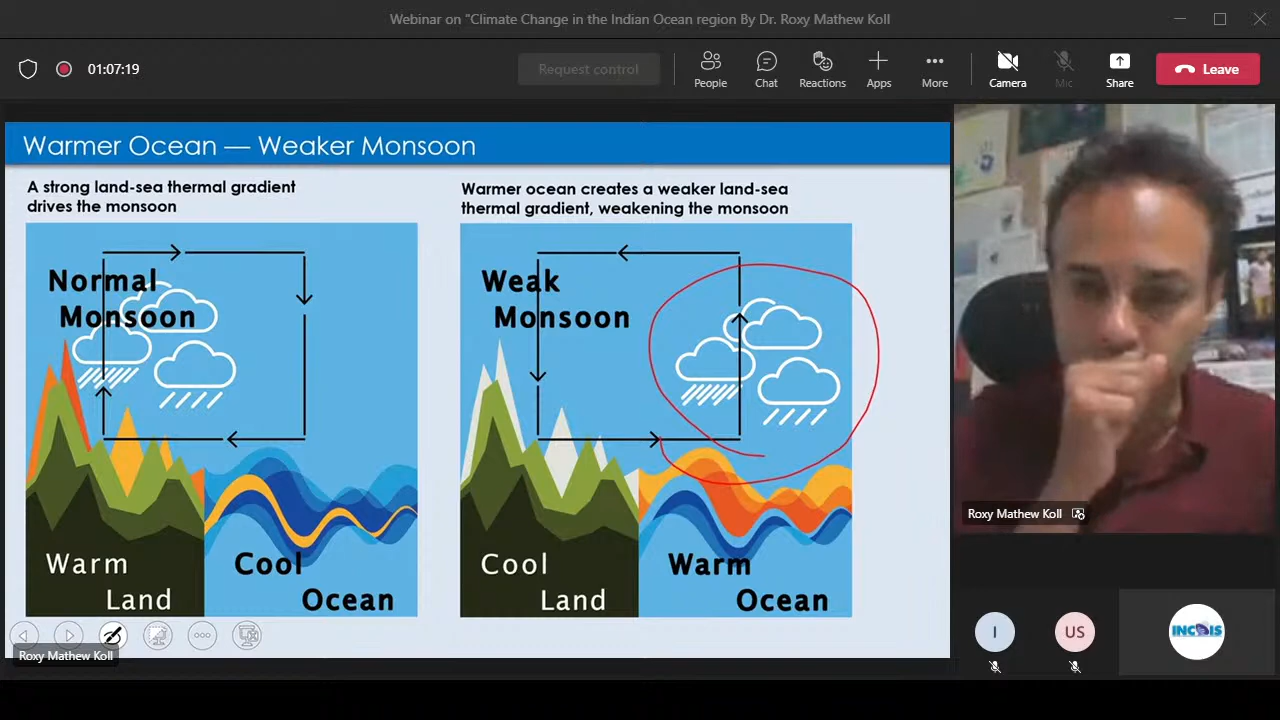 Webinar on "Climate Change in the Indian Ocean region By Dr. Roxy Mathew Koll
01:07:19
Request control
People
Chat
Reactions
Apps
More
Camera
Mic
Share
Leave
Warmer Ocean — Weaker Monsoon
A strong land-sea thermal gradient
drives the monsoon
Normal
Monsoon
Warm
Land
Cool
Ocean
Warmer ocean creates a weaker land-sea
thermal gradient, weakening the monsoon
Weak
Monsoon
Cool
Land
Warm
Ocean
Roxy Mathew Koll
Roxy Mathew Koll
I
US
INCOIS